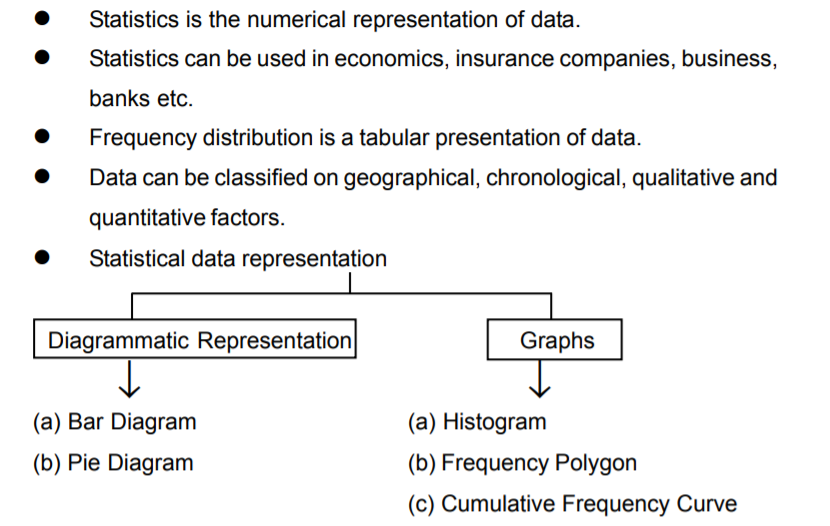 ● Statistics is the numerical representation of data.
● Statistics can be used in economics, insurance companies, business,
banks etc.
● Frequency distribution is a tabular presentation of data.
● Data can be classified on geographical, chronological, qualitative and
quantitative factors.
● Statistical data representation
Diagrammatic Representation
Graphs
(a) Bar Diagram
(b) Pie Diagram
(a) Histogram
(b) Frequency Polygon
(c) Cumulative Frequency Curve